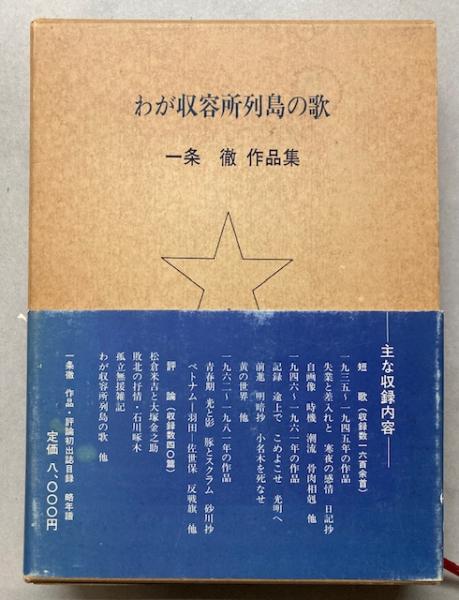 わが収容所列島の歌
一条　徹 作品集
主な収録内容
短　歌（収録数一六百余首）
一九三五～一九四五年の作品
失業と差入れと　寒夜の感情　日記抄
自画像　時機　潮流　骨肉相剋　他
一九四六～一九六一年の作品
記録　途上で　こめよこせ　光明へ
前進　明暗抄　小名木を死なせ
黄の世界　他
一九六二～一九八一年の作品
青春期　光と影　豚とスクラム　砂川抄
ベトナム―羽田―佐世保　反戦旗　他
評　論（収録数四〇篇）
松倉米吉と大塚金之助
敗北の抒情・石川啄木
孤立無援雑記
わが収容所列島の歌　他
一条徹　作品・評論初出誌目録　略年譜
定価　八、〇〇〇円